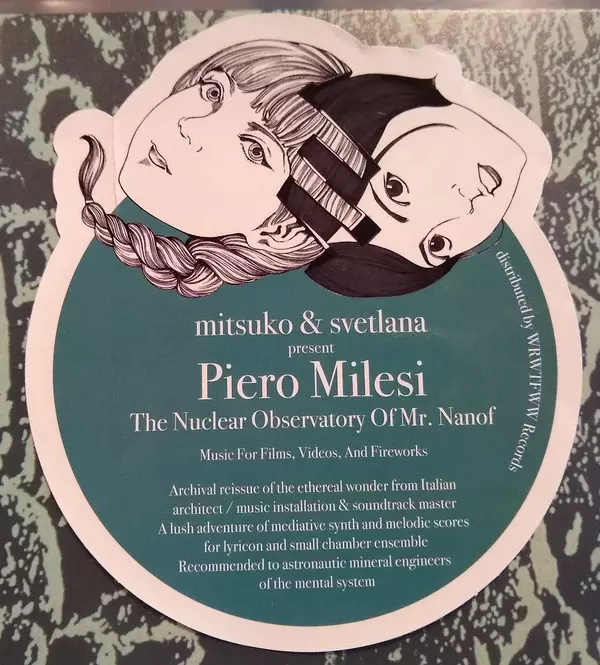 mitsuko & svetlana
present
Piero Milesi
The Nuclear Observatory Of Mr. Nanof
Music For Films, Videos, And Fireworks
Archival reissue of the ethereal wonder from Italian
architect / music installation & soundtrack master
A lush adventure of mediative synth and melodic scores
for lyricon and small chamber ensemble
Recommended to astronautic mineral engineers
of the mental system
distributed by WRWTFWW Records